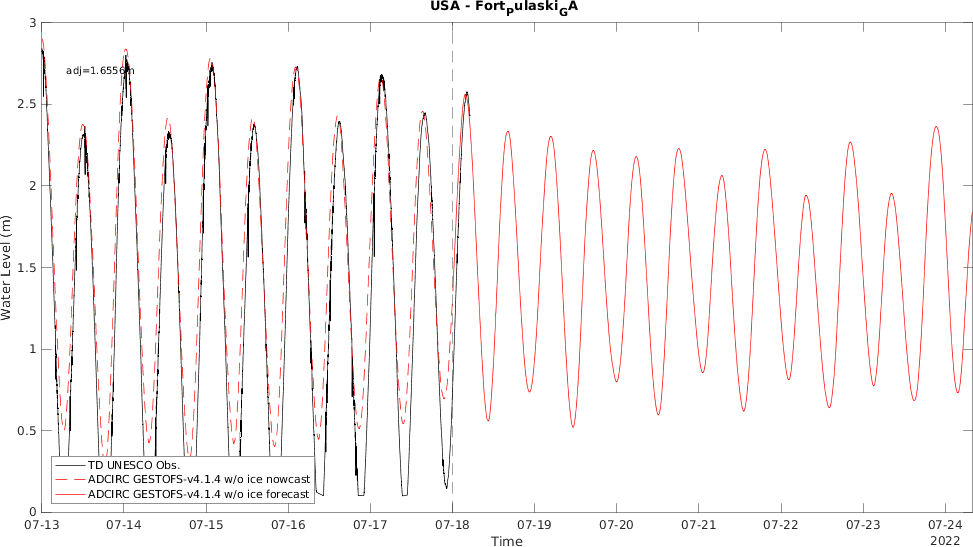 USA - FortPulaskiGA
adj=1.6556m
Water Level (m)
3
2.5
2
1.5
1
0.5
0
TD UNESCO Obs.
ADCIRC GESTOFS-v4.1.4 w/o ice nowcast
ADCIRC GESTOFS-v4.1.4 w/o ice forecast
07-13 07-14 07-15 07-16 07-17 07-18 07-19 07-20 07-21 07-22 07-23 07-24
Time
2022